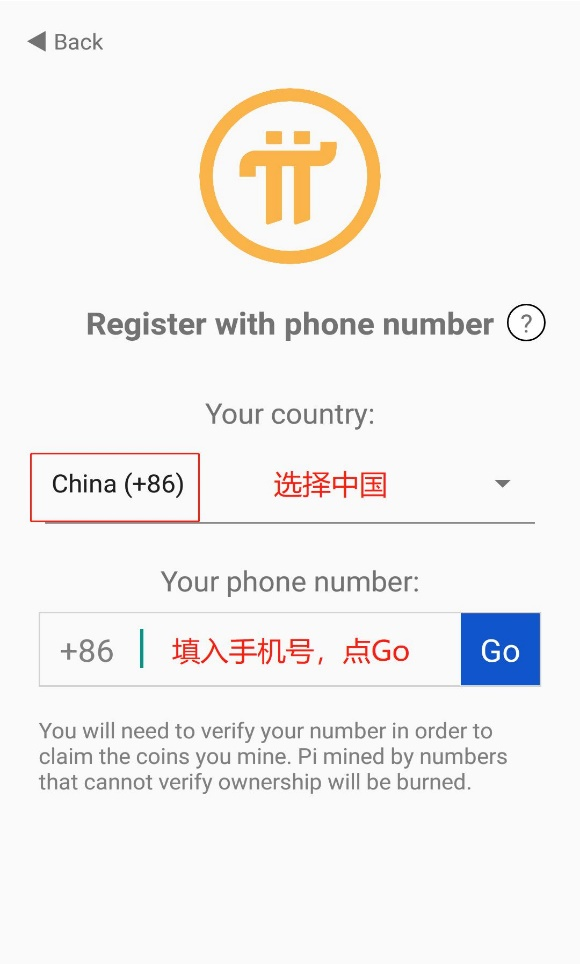 Back
Register with phone number ?
Your country:
China (+86) 选择中国
Your phone number:
+86 填入手机号，点Go Go
You will need to verify your number in order to
claim the coins you mine. Pi mined by numbers
that cannot verify ownership will be burned.